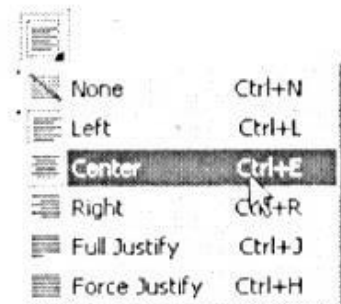 None Ctrl+N
Left Ctrl+L
Center Ctrl+E
Right Ctrl+R
Full Justify Ctrl+J
Force Justify Ctrl+H